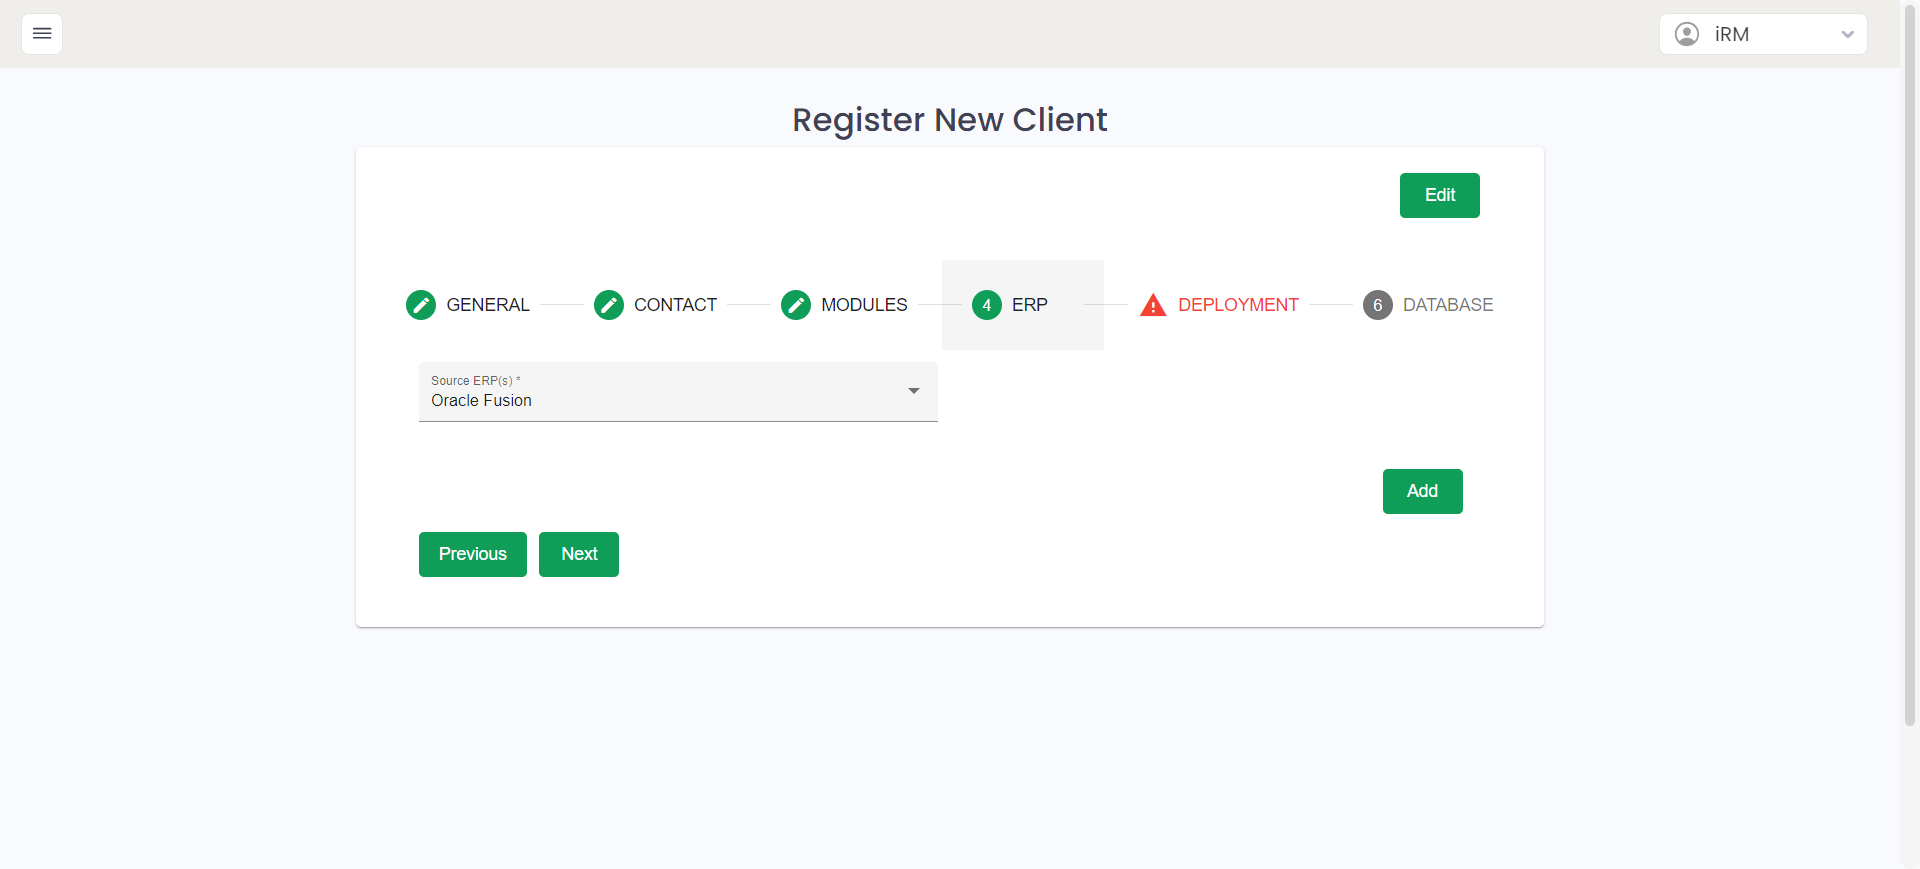 iRM
Register New Client
Edit
GENERAL
CONTACT
MODULES
4 ERP
DEPLOYMENT
6 DATABASE
Source ERP(s) *
Oracle Fusion
Add
Previous Next